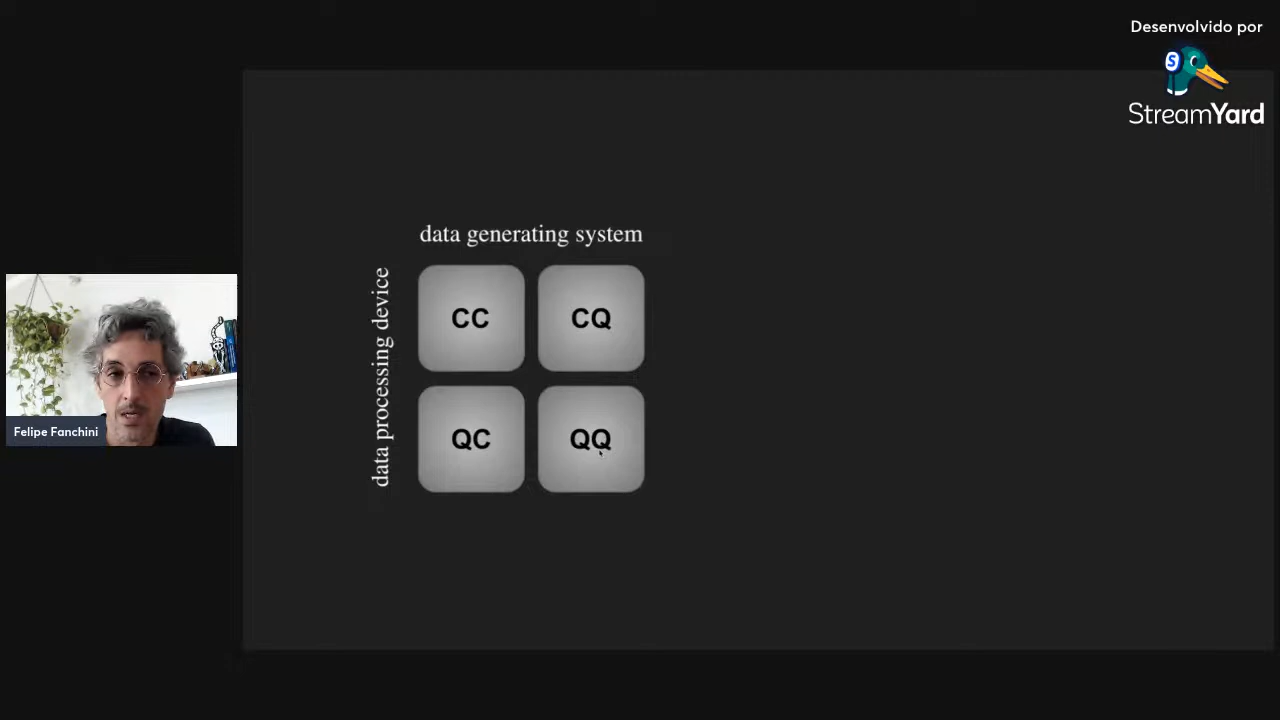 Desenvolvido por
StreamYard
data generating system
data processing device
CC
CQ
QC
QQ
Felipe Fanchini